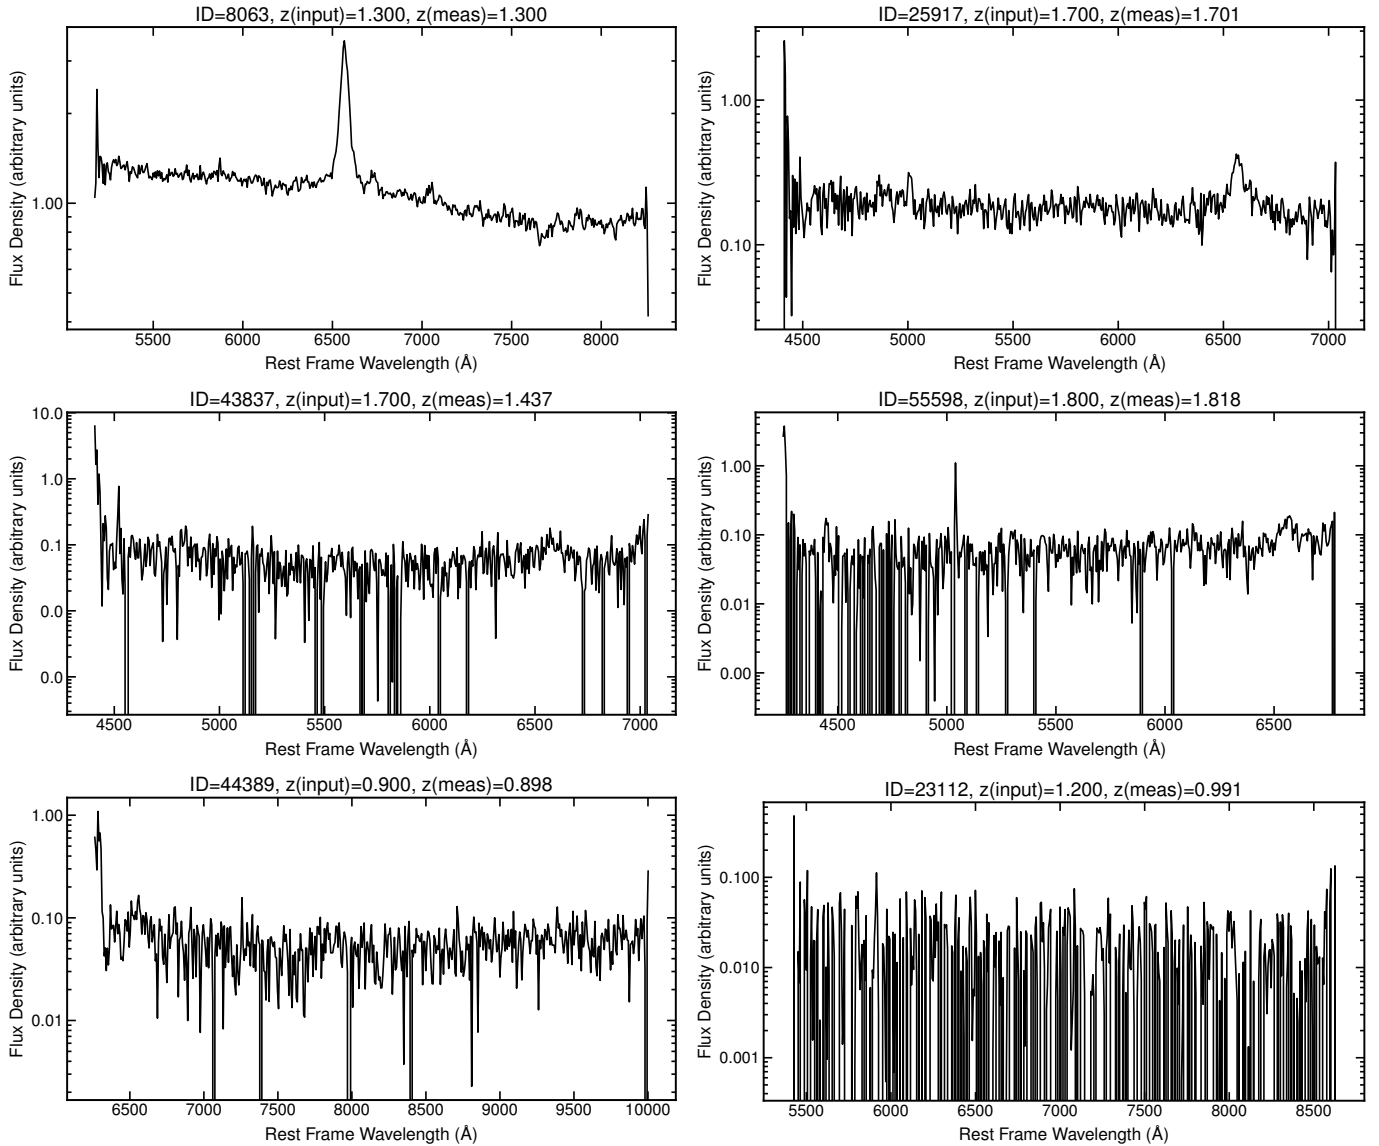 ID=8063, z(input)=1.300, z(meas)=1.300
Flux Density (arbitrary units)
1.00
5500 6000 6500 7000 7500 8000
Rest Frame Wavelength (Å)
ID=25917, z(input)=1.700, z(meas)=1.701
Flux Density (arbitrary units)
1.00
0.10
4500 5000 5500 6000 6500 7000
Rest Frame Wavelength (Å)
ID=43837, z(input)=1.700, z(meas)=1.437
Flux Density (arbitrary units)
10.0
1.0
0.1
0.0
0.0
4500 5000 5500 6000 6500 7000
Rest Frame Wavelength (Å)
ID=55598, z(input)=1.800, z(meas)=1.818
Flux Density (arbitrary units)
1.00
0.10
0.01
0.00
4500 5000 5500 6000 6500
Rest Frame Wavelength (Å)
ID=44389, z(input)=0.900, z(meas)=0.898
Flux Density (arbitrary units)
1.00
0.10
0.01
6500 7000 7500 8000 8500 9000 9500 10000
Rest Frame Wavelength (Å)
ID=23112, z(input)=1.200, z(meas)=0.991
Flux Density (arbitrary units)
0.100
0.010
0.001
5500 6000 6500 7000 7500 8000 8500
Rest Frame Wavelength (Å)